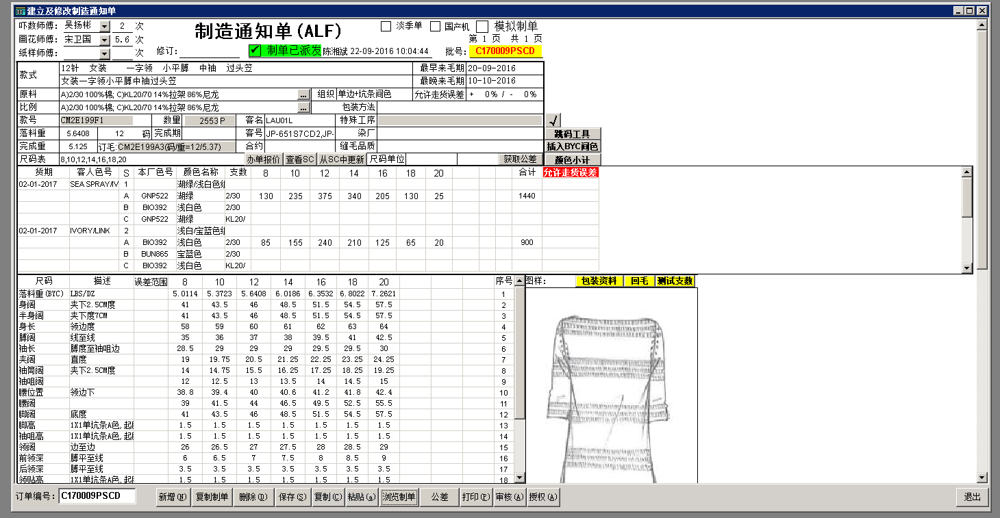 建立及修改制造通知单
吓数师傅： 吴扬彬 2 次
画花师傅： 宋卫国 5.6 次
纸样师傅： 次
制造通知单(ALF)
淡季单 国产机 模拟制单
第 1 页 共 1 页
修订： 制单已派发 陈湘斌 22-09-2016 10:04:44 批号： C170009PSCD
款式 12针 女装 一字领 小平膊 中袖 过头笠 最早来毛期 20-09-2016
女装一字领小平膊中袖过头笠 最晚来毛期 10-10-2016
原料 A)2/30 100%棉; C)KL20/70 14%拉架 86%尼龙 ... 组织 单边+坑条间色 允许走货误差 + 0% / - 0%
比例 A)2/30 100%棉; C)KL20/70 14%拉架 86%尼龙 ... 包装方法
款号 CM2E199F1 数量 2553 P 客名 LAU01L 特殊工序 √
落料重 5.6408 12 码 完成期 客号 JP-651S7CD2,JP- 染厂 跳码工具
完成重 5.125 订毛: CM2E199A3(码/重=12/5.37) 合约 缝毛品质 插入BYC间色
尺码表 8,10,12,14,16,18,20 办单报价 查看SC 从SC中更新 尺码单位 获取公差 颜色小计
货期 客人色号 S 本厂色号 颜色名称 支数 8 10 12 14 16 18 20 合计 允许走货误差
02-01-2017 SEA SPRAY/IV 1 湖绿/浅白色纟
A GNP522 湖绿 2/30 130 235 375 340 205 130 25 1440
B BIO392 浅白色 2/30
C GNP522 湖绿 KL20/
02-01-2017 IVORY/LINK 2 浅白/宝蓝色纟
A BIO392 浅白色 2/30 85 155 240 210 125 65 20 900
B BUN865 宝蓝色 2/30
C BIO392 浅白色 KL20/
尺码 描述 误差范围 8 10 12 14 16 18 20 序号 图样： 包装资料 回毛 测试支数
落料重(BYC) LBS/DZ 5.0114 5.3723 5.6408 6.0186 6.3532 6.8022 7.2621 1
身阔 夹下2.5CM度 41 43.5 46 48.5 51.5 54.5 57.5 2
半身阔 夹下度7CM 41 43.5 46 48.5 51.5 54.5 57.5 3
身长 领边度 58 59 60 61 62 63 64 4
膊阔 线至线 35 36 37 38 39.5 41 42.5 5
袖长 膊度至袖咀边 28.5 29 29 29 29.5 29.5 30 6
夹阔 直度 19 19.75 20.5 21.25 22.25 23.25 24.25 7
袖筒阔 夹下2.5CM度 14 14.75 15.5 16.25 17.25 18.25 19.25 8
袖咀阔 12 12.5 13 13.5 14 14.5 15 9
腰位置 领边下 38.8 39.4 40 40.6 41.2 41.8 42.4 10
腰阔 39 41.5 44 46.5 49.5 52.5 55.5 11
脚阔 底度 41 43.5 46 48.5 51.5 54.5 57.5 12
脚高 1X1单坑条A色,起 1.5 1.5 1.5 1.5 1.5 1.5 1.5 13
袖咀高 1X1单坑条A色,起 1.5 1.5 1.5 1.5 1.5 1.5 1.5 14
领阔 边至边 26 26.5 27 27.5 28 28.5 29 15
前领深 膊平至线 6 6.5 7 7.5 8 8.5 9 16
后领深 膊平至线 3.5 3.5 3.5 3.5 3.5 3.5 3.5 17
领贴高 1X1单坑条A色,起 1.5 1.5 1.5 1.5 1.5 1.5 1.5 18
订单编号： C170009PSCD 新增(N) 复制制单 删除(D) 保存(S) 复制(C) 粘贴(a) 浏览制单 公差 打印(P) 审核(A) 授权(A) 退出